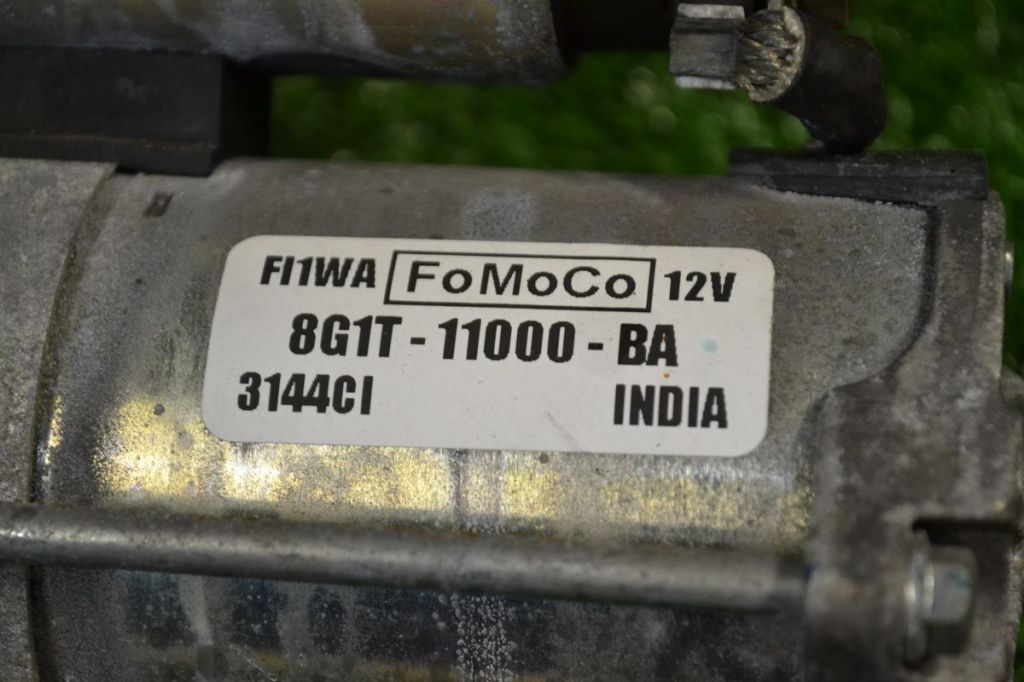 FI1WA FoMoCo 12V
8G1T - 11000 - BA
3144CI INDIA